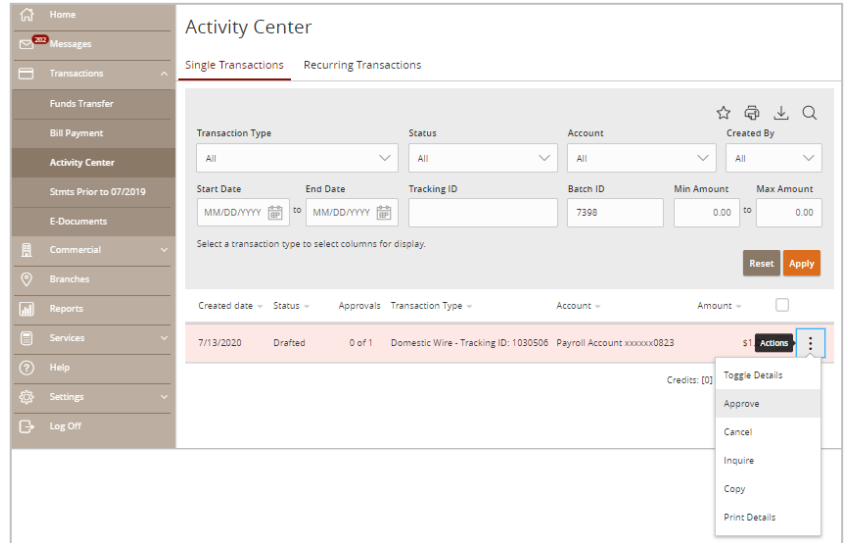 Home
202
Messages
Transactions
Funds Transfer
Bill Payment
Activity Center
Stmts Prior to 07/2019
E-Documents
Commercial
Branches
Reports
Services
Help
Settings
Log Off
Activity Center
Single Transactions Recurring Transactions
Transaction Type Status Account Created By
All All All All
Start Date End Date Tracking ID Batch ID Min Amount Max Amount
MM/DD/YYYY to MM/DD/YYYY 7398 0.00 to 0.00
Select a transaction type to select columns for display.
Reset Apply
Created date Status Approvals Transaction Type Account Amount
7/13/2020 Drafted 0 of 1 Domestic Wire - Tracking ID: 1030506 Payroll Account xxxxxx0823 $1. Actions
Credits: [0]
Toggle Details
Approve
Cancel
Inquire
Copy
Print Details